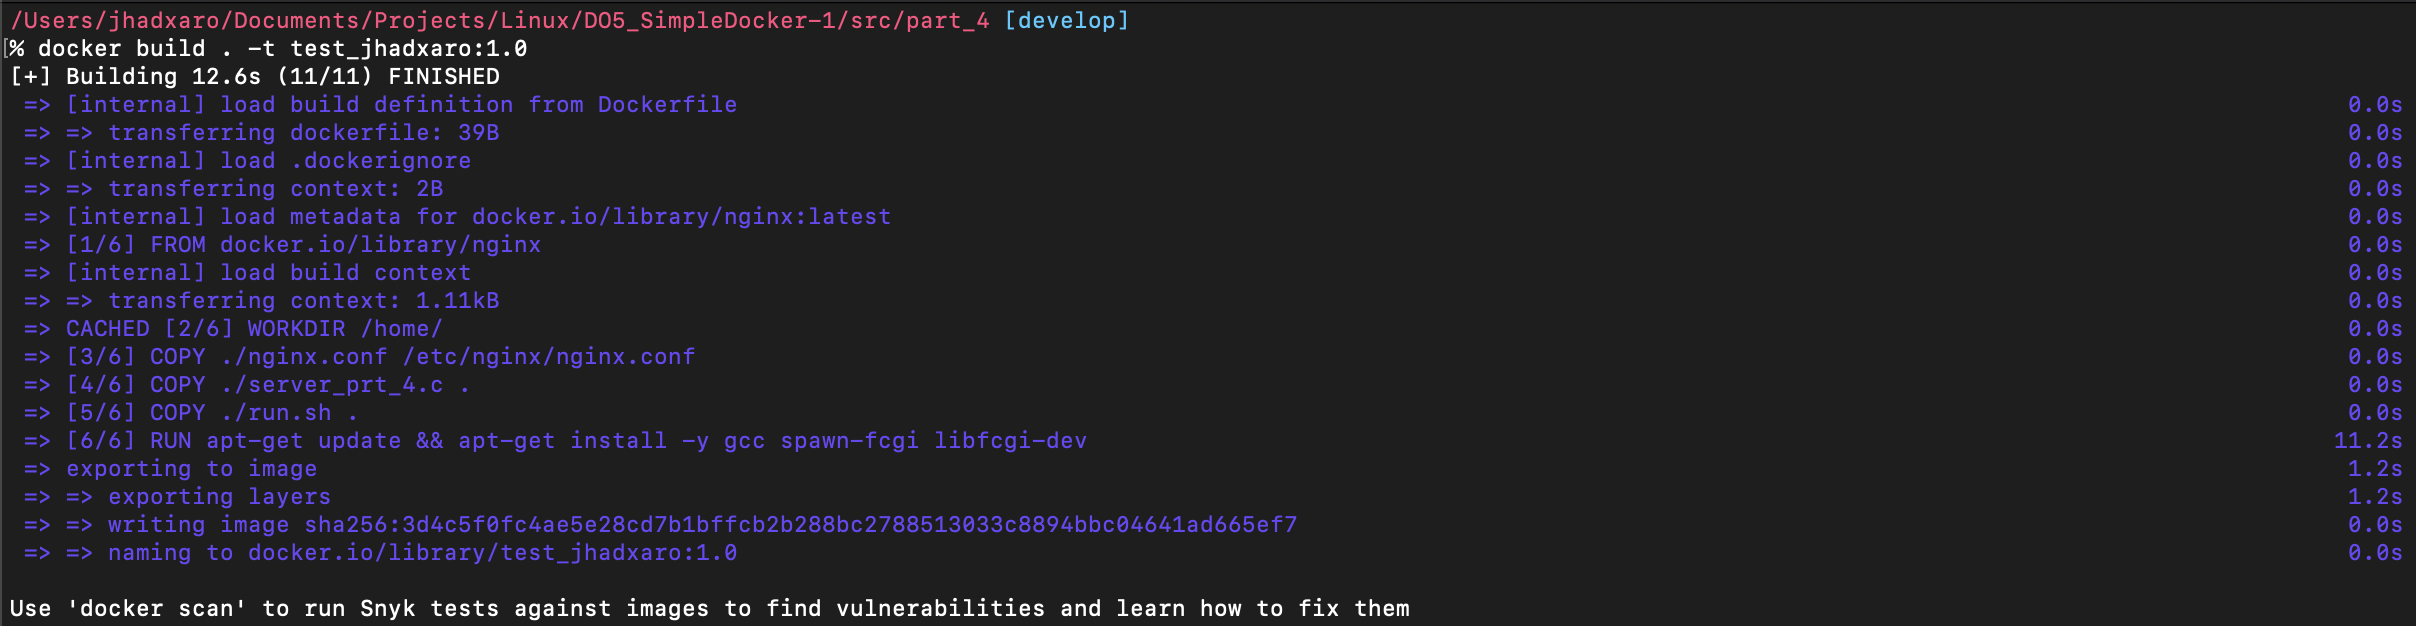 /Users/jhadxaro/Documents/Projects/Linux/DO5_SimpleDocker-1/src/part_4 [develop]
[% docker build . -t test_jhadxaro:1.0
[+] Building 12.6s (11/11) FINISHED
=> [internal] load build definition from Dockerfile 0.0s
=> => transferring dockerfile: 39B 0.0s
=> [internal] load .dockerignore 0.0s
=> => transferring context: 2B 0.0s
=> [internal] load metadata for docker.io/library/nginx:latest 0.0s
=> [1/6] FROM docker.io/library/nginx 0.0s
=> [internal] load build context 0.0s
=> => transferring context: 1.11kB 0.0s
=> CACHED [2/6] WORKDIR /home/ 0.0s
=> [3/6] COPY ./nginx.conf /etc/nginx/nginx.conf 0.0s
=> [4/6] COPY ./server_prt_4.c . 0.0s
=> [5/6] COPY ./run.sh . 0.0s
=> [6/6] RUN apt-get update && apt-get install -y gcc spawn-fcgi libfcgi-dev 11.2s
=> exporting to image 1.2s
=> => exporting layers 1.2s
=> => writing image sha256:3d4c5f0fc4ae5e28cd7b1bffcb2b288bc2788513033c8894bbc04641ad665ef7 0.0s
=> => naming to docker.io/library/test_jhadxaro:1.0 0.0s
Use 'docker scan' to run Snyk tests against images to find vulnerabilities and learn how to fix them